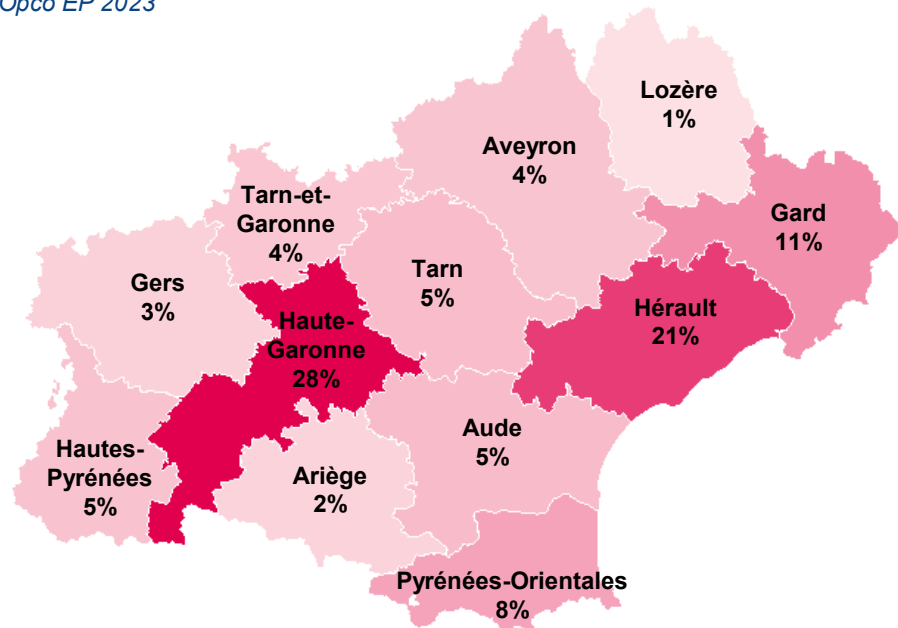 Opco EP 2023
Lozère
1%
Aveyron
4%
Tarn-et-
Garonne
4%
Gard
11%
Gers
3%
Tarn
5%
Hérault
21%
Haute-
Garonne
28%
Aude
5%
Hautes-
Pyrénées
5%
Ariège
2%
Pyrénées-Orientales
8%